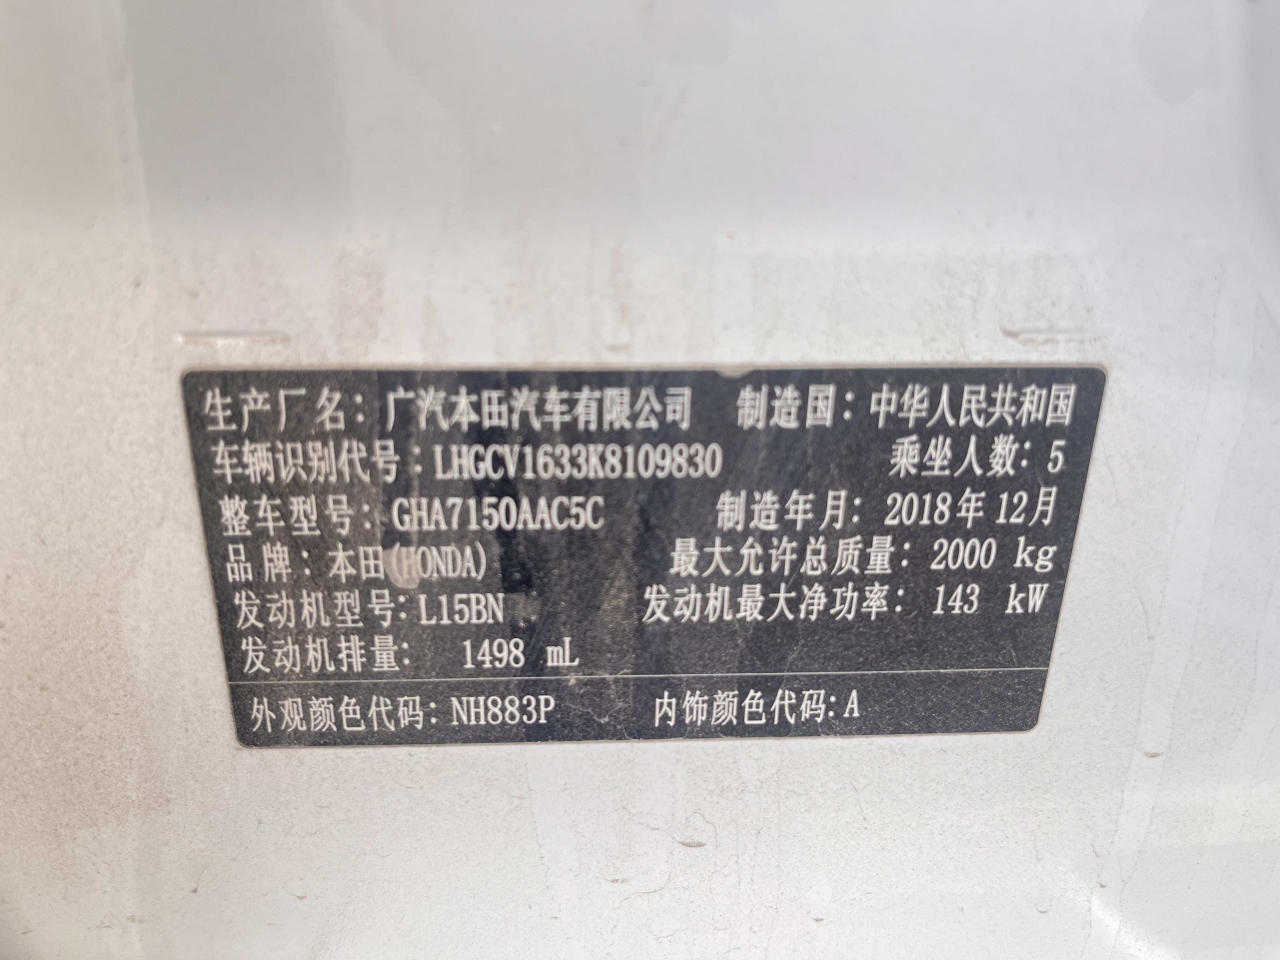 生产厂名：广汽本田汽车有限公司 制造国：中华人民共和国
车辆识别代号：LHGCV1633K8109830 乘坐人数：5
整车型号：GHA7150AAC5C 制造年月：2018年12月
品牌：本田(HONDA) 最大允许总质量：2000 kg
发动机型号：L15BN 发动机最大净功率：143 kW
发动机排量：1498 mL
外观颜色代码：NH883P 内饰颜色代码：A